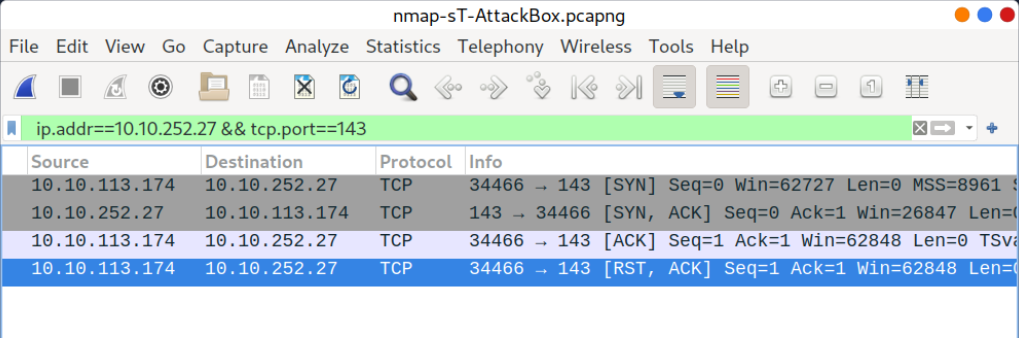 nmap-sT-AttackBox.pcapng
File Edit View Go Capture Analyze Statistics Telephony Wireless Tools Help
ip.addr==10.10.252.27 && tcp.port==143
Source Destination Protocol Info
10.10.113.174 10.10.252.27 TCP 34466 → 143 [SYN] Seq=0 Win=62727 Len=0 MSS=8961
10.10.252.27 10.10.113.174 TCP 143 → 34466 [SYN, ACK] Seq=0 Ack=1 Win=26847 Len=
10.10.113.174 10.10.252.27 TCP 34466 → 143 [ACK] Seq=1 Ack=1 Win=62848 Len=0 TSva
10.10.113.174 10.10.252.27 TCP 34466 → 143 [RST, ACK] Seq=1 Ack=1 Win=62848 Len=